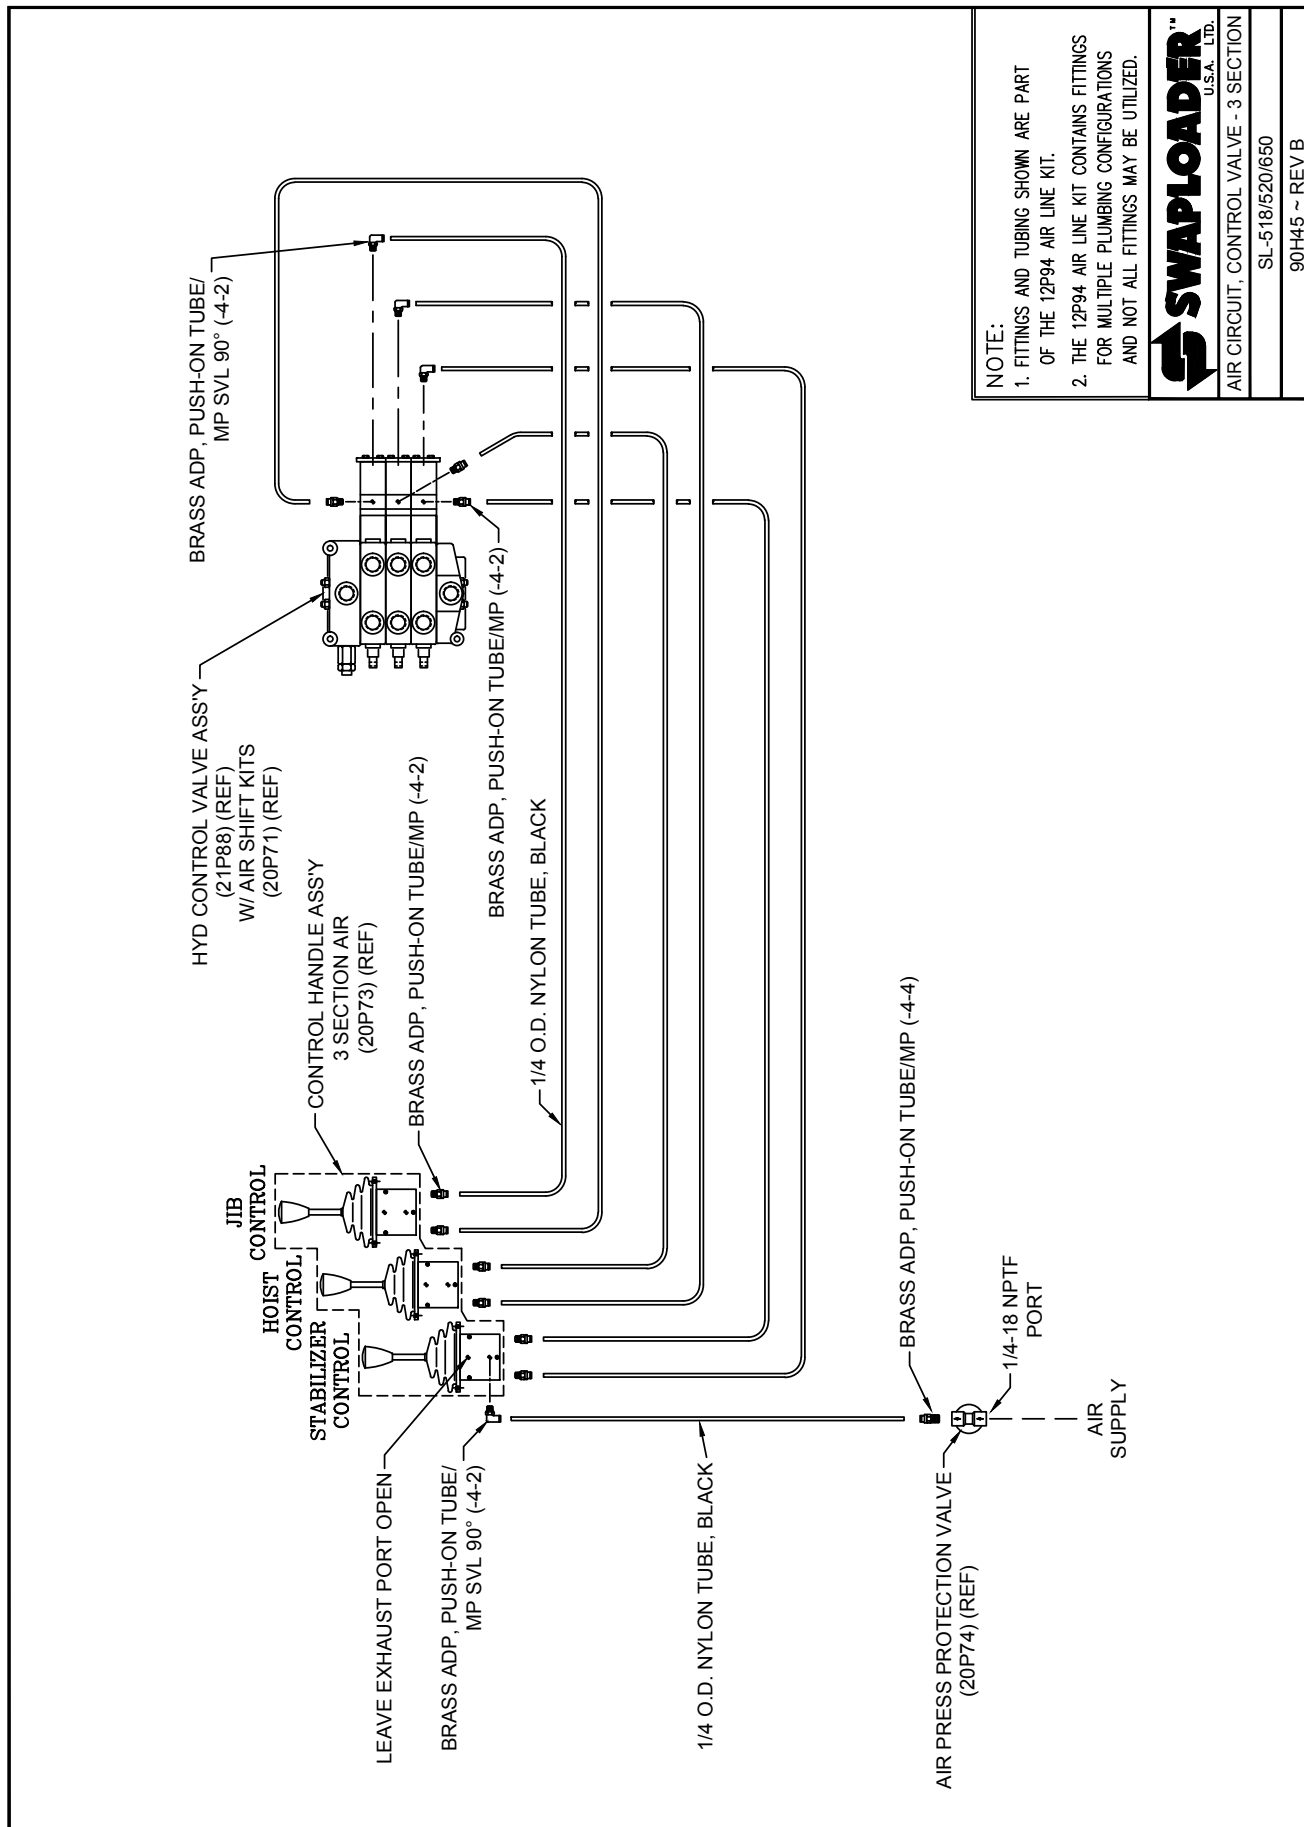 HYD CONTROL VALVE ASS'Y
(21P88) (REF)
W/ AIR SHIFT KITS
(20P71) (REF)
BRASS ADP, PUSH-ON TUBE/
MP SVL 90° (-4-2)
CONTROL HANDLE ASS'Y
3 SECTION AIR
(20P73) (REF)
JIB
CONTROL
HOIST
CONTROL
STABILIZER
CONTROL
LEAVE EXHAUST PORT OPEN
BRASS ADP, PUSH-ON TUBE/
MP SVL 90° (-4-2)
BRASS ADP, PUSH-ON TUBE/MP (-4-2)
BRASS ADP, PUSH-ON TUBE/MP (-4-2)
1/4 O.D. NYLON TUBE, BLACK
1/4 O.D. NYLON TUBE, BLACK
BRASS ADP, PUSH-ON TUBE/MP (-4-4)
AIR PRESS PROTECTION VALVE
(20P74) (REF)
1/4-18 NPTF
PORT
AIR
SUPPLY
NOTE:
1. FITTINGS AND TUBING SHOWN ARE PART
OF THE 12P94 AIR LINE KIT.
2. THE 12P94 AIR LINE KIT CONTAINS FITTINGS
FOR MULTIPLE PLUMBING CONFIGURATIONS
AND NOT ALL FITTINGS MAY BE UTILIZED.
SWAPLOADER™
U.S.A. LTD.
AIR CIRCUIT, CONTROL VALVE - 3 SECTION
SL-518/520/650
90H45 ~ REV B